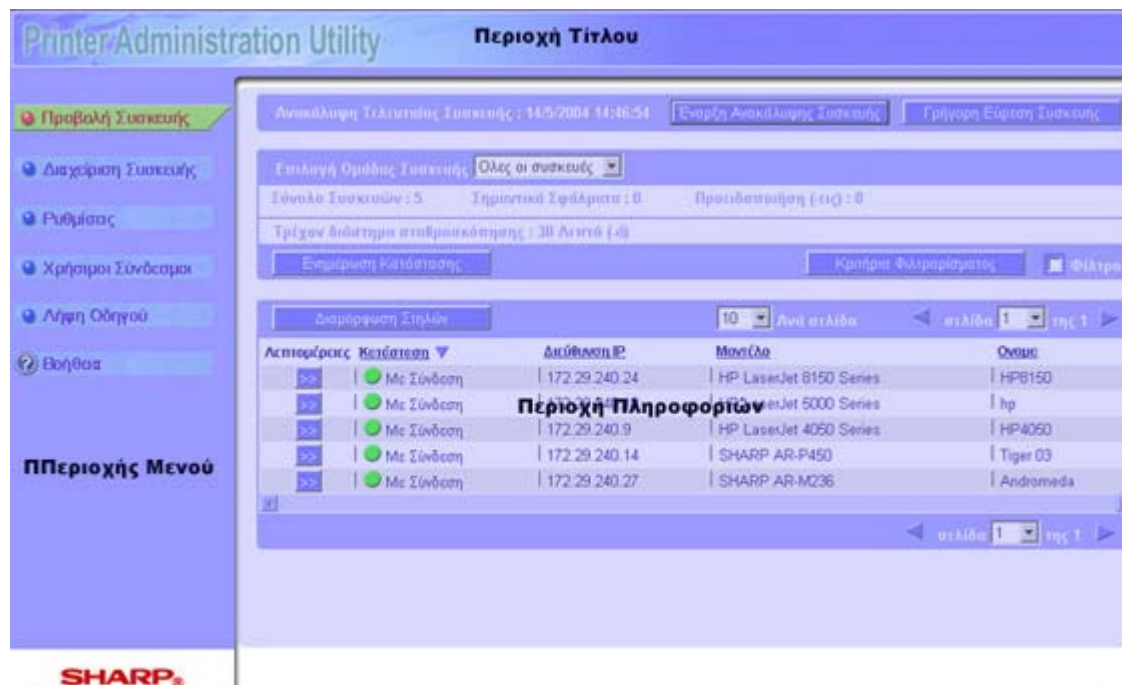 Printer Administration Utility
Περιοχή Τίτλου
Προβολή Συσκευής
Διαχείριση Συσκευής
Ρυθμίσεις
Χρήσιμοι Σύνδεσμοι
Λήψη Οδηγού
Βοήθεια
ΠΠεριοχής Μενού
SHARP®
Ανακάλυψη Τελευταίας Συσκευής : 14/5/2004 14:46:54
Έναρξη Ανακάλυψης Συσκευής
Γρήγορη Εύρεση Συσκευής
Επιλογή Ομάδας Συσκευής Όλες οι συσκευές
Σύνολο Συσκευών : 5 Σημαντικά Σφάλματα : 0 Προειδοποίηση (-εις) : 0
Τρέχον διάστημα σταθμοσκόπησης : 30 Λεπτά (-ά)
Ενημέρωση Κατάστασης Κριτήρια Φιλτραρίσματος Φίλτρο
Διαμόρφωση Στηλών 10 Ανά σελίδα σελίδα 1 της 1
Λεπτομέρειες Κατάσταση Διεύθυνση IP Μοντέλο Όνομα
>> Με Σύνδεση 172.29.240.24 HP LaserJet 8150 Series HP8150
>> Με Σύνδεση HP LaserJet 5000 Series hp
Περιοχή Πληροφοριών
>> Με Σύνδεση 172.29.240.9 HP LaserJet 4050 Series HP4050
>> Με Σύνδεση 172.29.240.14 SHARP AR-P450 Tiger 03
>> Με Σύνδεση 172.29.240.27 SHARP AR-M236 Andromeda
σελίδα 1 της 1